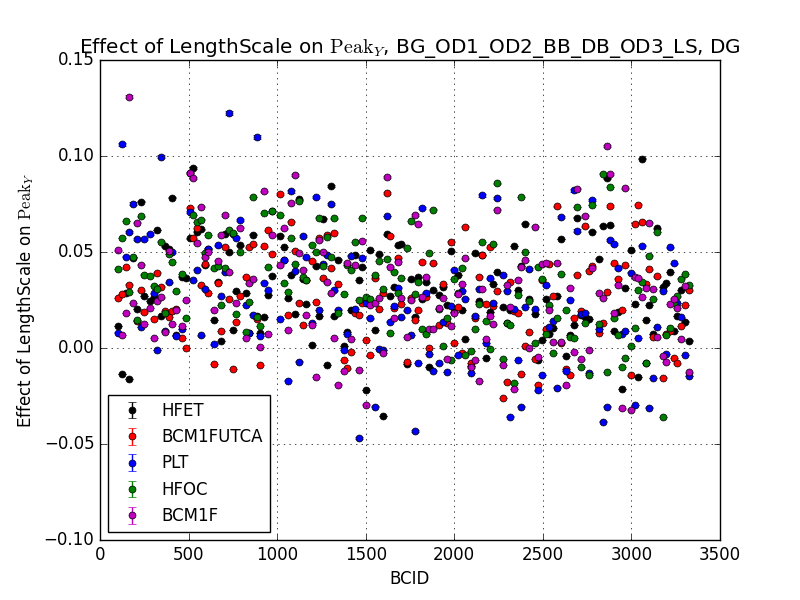 Effect of LengthScale on Peak_Y, BG_OD1_OD2_BB_DB_OD3_LS, DG
Effect of LengthScale on Peak_Y
0.15
0.10
0.05
0.00
−0.05
−0.10
HFET
BCM1FUTCA
PLT
HFOC
BCM1F
0 500 1000 1500 2000 2500 3000 3500
BCID